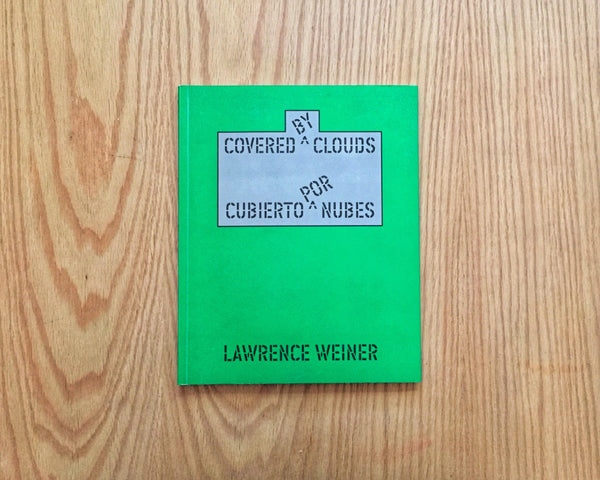 BY
COVERED ^ CLOUDS
POR
CUBIERTO ^ NUBES
LAWRENCE WEINER